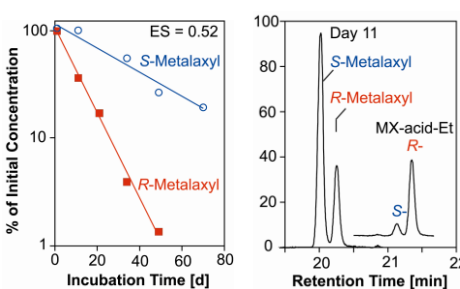 100
10
1
% of Initial Concentration
ES = 0.52
S-Metalaxyl
R-Metalaxyl
0 20 40 60 80
Incubation Time [d]
100
80
60
40
20
0
Day 11
S-Metalaxyl
R-Metalaxyl
MX-acid-Et
R-
S-
20 21 22
Retention Time [min]